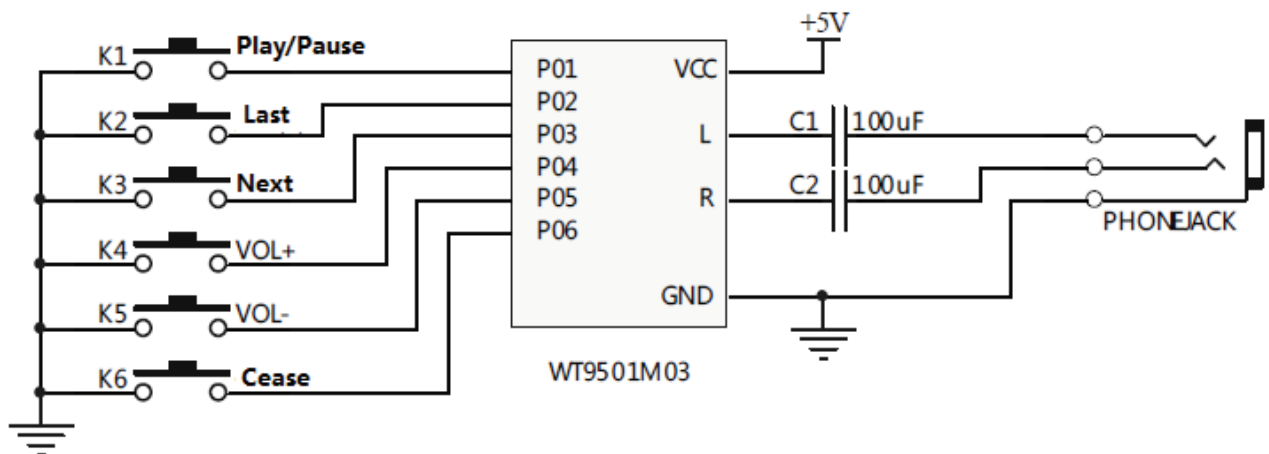 +5V
K1 Play/Pause P01 VCC
K2 Last P02
P03 L C1 100uF
K3 Next P04
P05 R C2 100uF
PHONEJACK
P06
K4 VOL+
GND
K5 VOL-
WT9501M03
K6 Cease